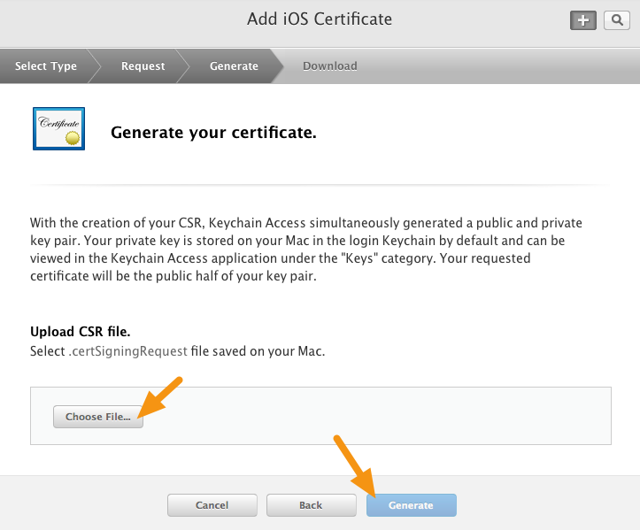 Add iOS Certificate
Select Type
Request
Generate
Download
Certificate
Generate your certificate.
With the creation of your CSR, Keychain Access simultaneously generated a public and private
key pair. Your private key is stored on your Mac in the login Keychain by default and can be
viewed in the Keychain Access application under the "Keys" category. Your requested
certificate will be the public half of your key pair.
Upload CSR file.
Select .certSigningRequest file saved on your Mac.
Choose File...
Cancel
Back
Generate